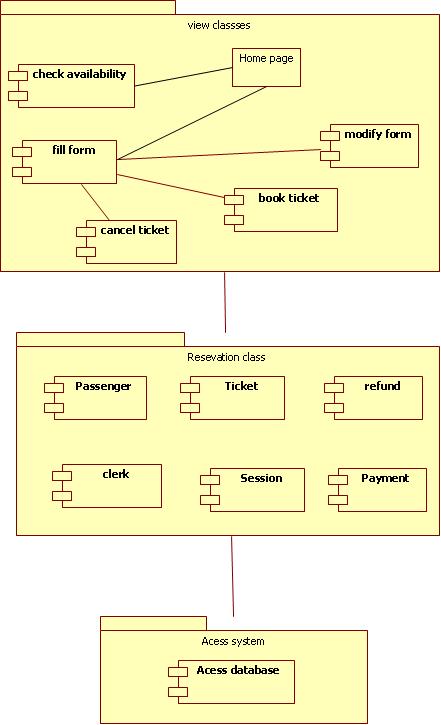 view classses
Home page
check availability
modify form
fill form
book ticket
cancel ticket
Resevation class
Passenger
Ticket
refund
clerk
Session
Payment
Acess system
Acess database